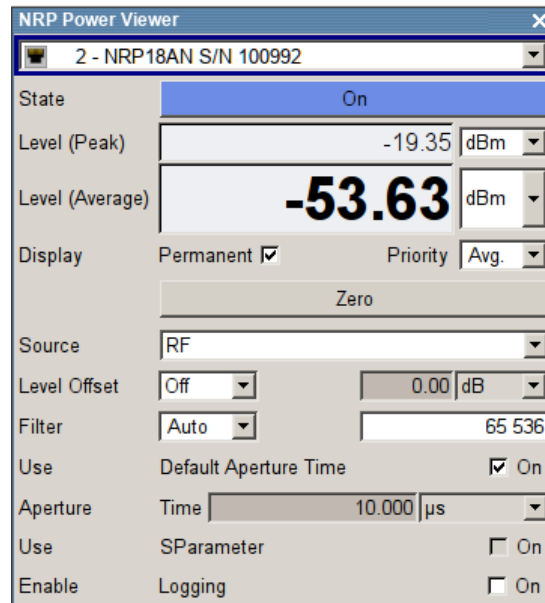 NRP Power Viewer
2 - NRP18AN S/N 100992
State On
Level (Peak) -19.35 dBm
Level (Average) -53.63 dBm
Display Permanent Priority Avg.
Zero
Source RF
Level Offset Off 0.00 dB
Filter Auto 65 536
Use Default Aperture Time On
Aperture Time 10.000 µs
Use SParameter On
Enable Logging On